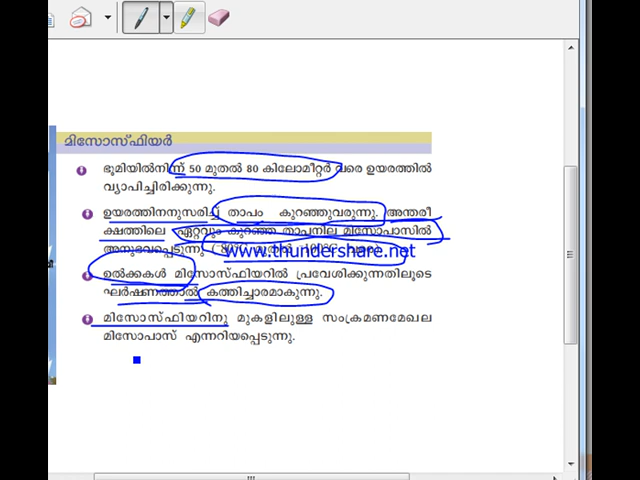 മിസോസ്ഫിയർ
ഭൂമിയിൽനിന്ന് 50 മുതൽ 80 കിലോമീറ്റർ വരെ ഉയരത്തിൽ
വ്യാപിച്ചിരിക്കുന്നു.
ഉയരത്തിനനുസരിച്ച് താപം കുറഞ്ഞുവരുന്നു. അന്തരീ
ക്ഷത്തിലെ ഏറ്റവും കുറഞ്ഞ താപനില മിസോപാസിൽ
അനുഭവപ്പെടുന്നു
www.thundershare.net
ഉൽക്കകൾ മിസോസ്ഫിയറിൽ പ്രവേശിക്കുന്നതിലൂടെ
ഘർഷണത്താൽ കത്തിച്ചാരമാകുന്നു.
മിസോസ്ഫിയറിനു മുകളിലുള്ള സംക്രമണമേഖല
മിസോപാസ് എന്നറിയപ്പെടുന്നു.